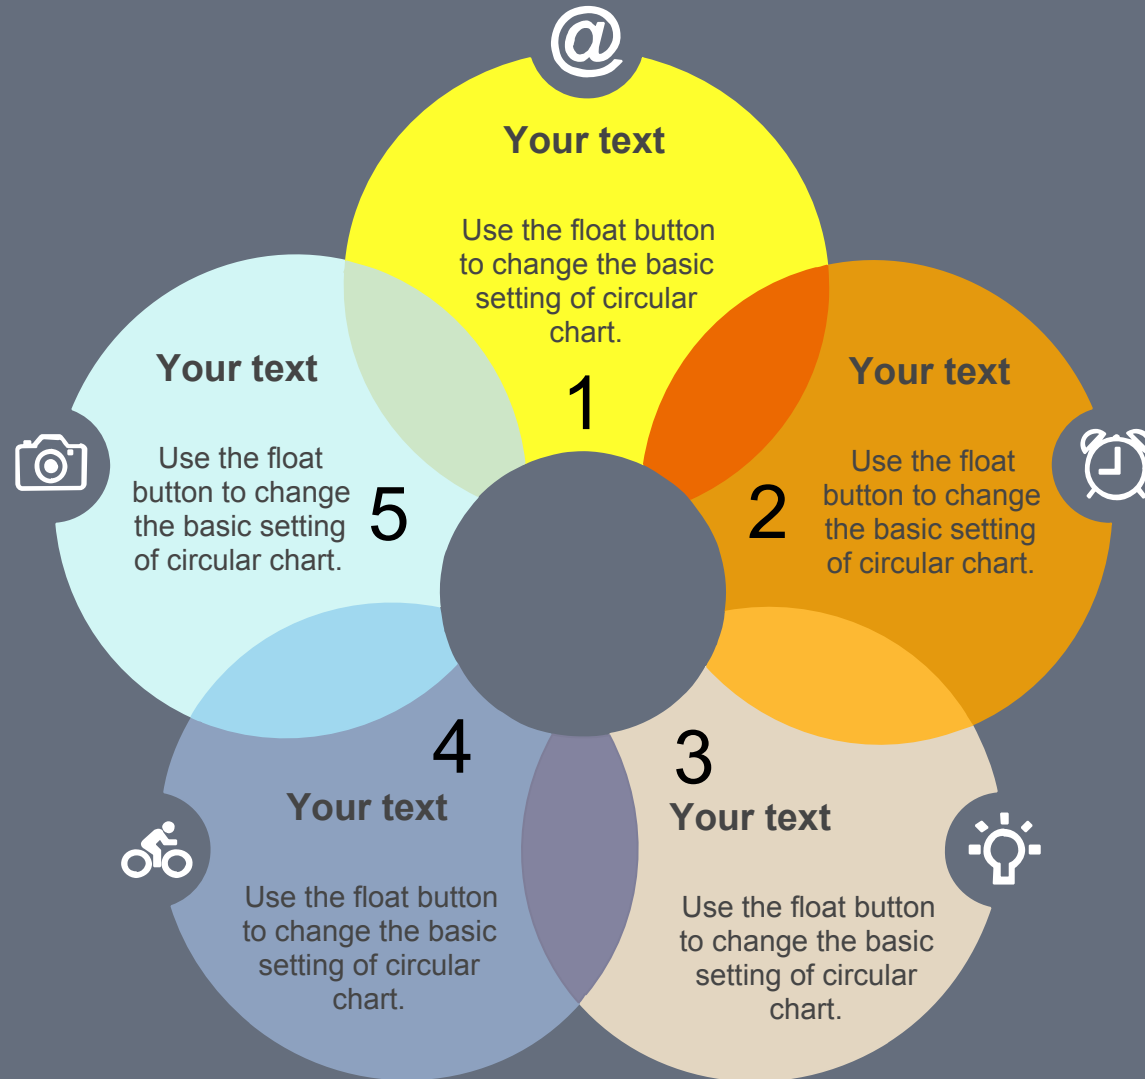 @
Your text
Use the float button
to change the basic
setting of circular
chart.
1
Your text
Use the float
button to change
the basic setting
of circular chart.
2
3
Your text
Use the float button
to change the basic
setting of circular
chart.
4
Your text
Use the float button
to change the basic
setting of circular
chart.
Your text
Use the float
button to change
the basic setting
of circular chart.
5